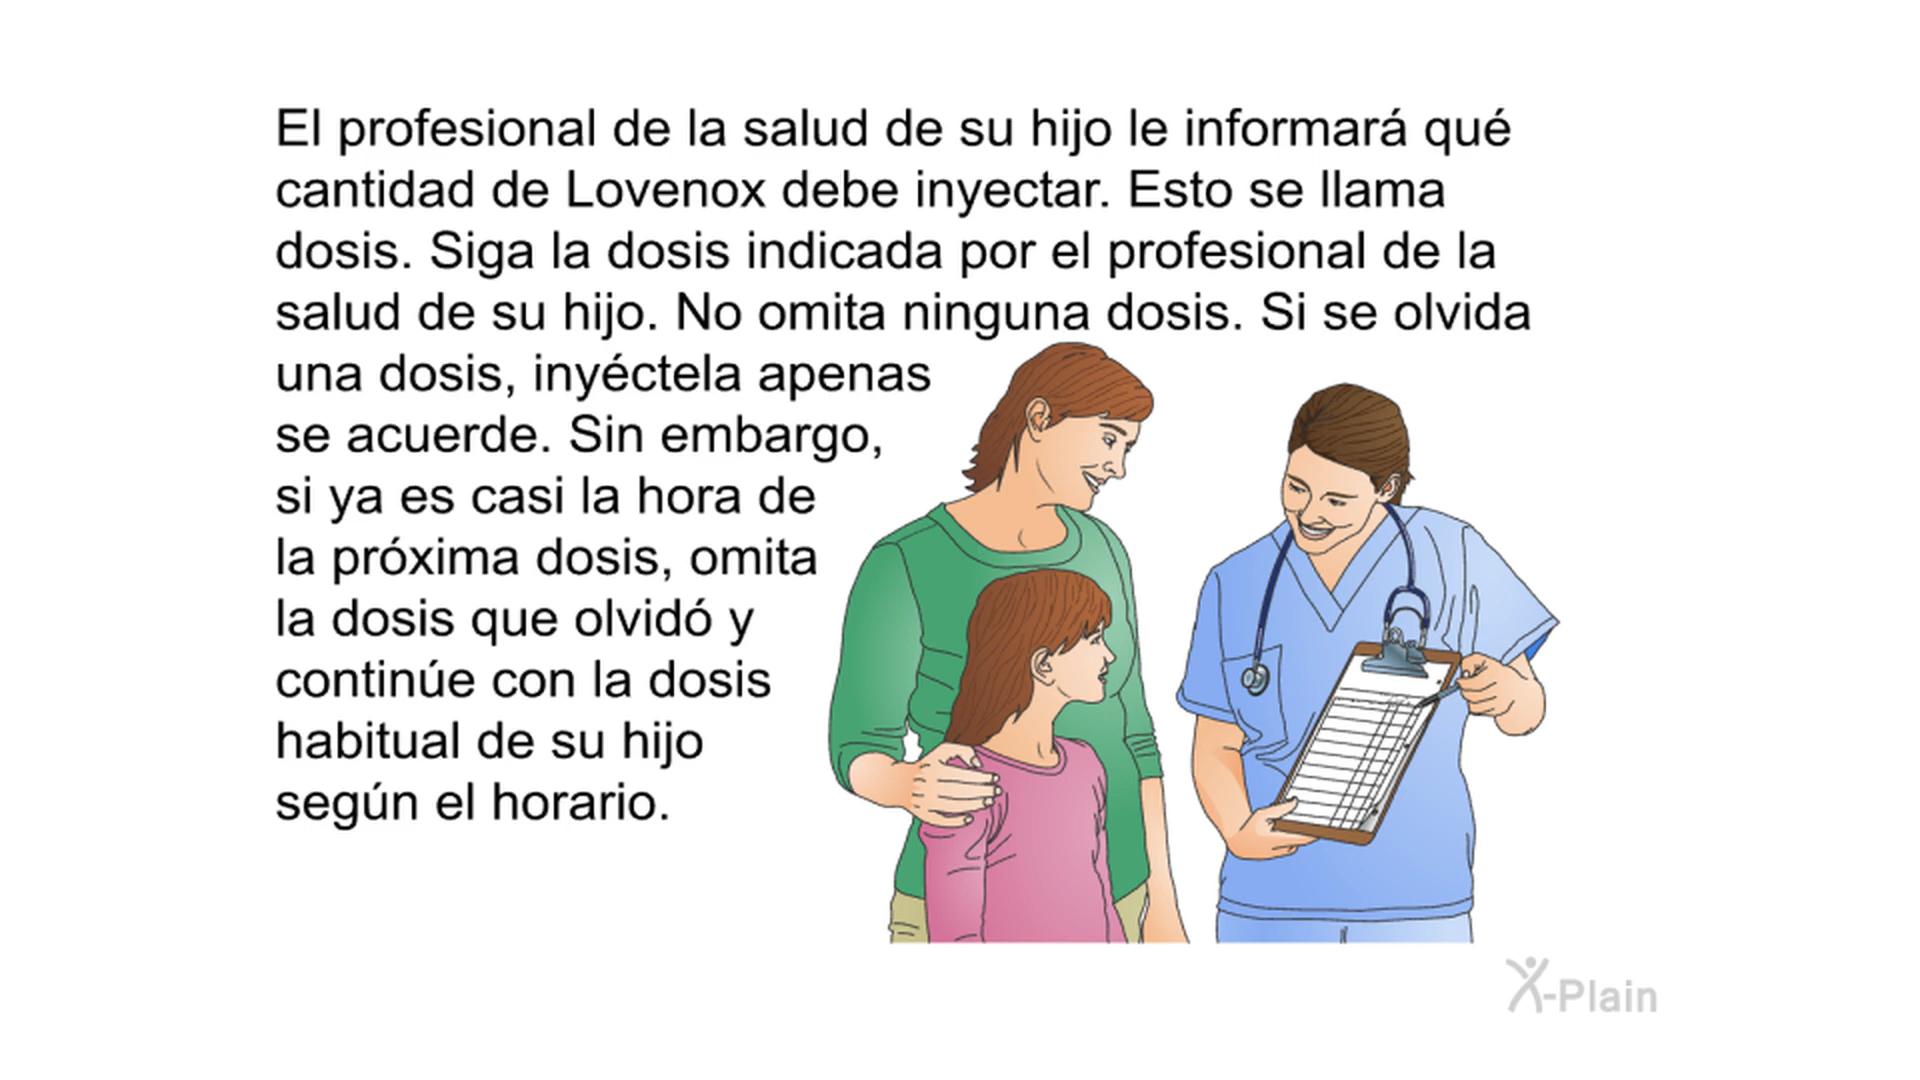 El profesional de la salud de su hijo le informará qué
cantidad de Lovenox debe inyectar. Esto se llama
dosis. Siga la dosis indicada por el profesional de la
salud de su hijo. No omita ninguna dosis. Si se olvida
una dosis, inyéctela apenas
se acuerde. Sin embargo,
si ya es casi la hora de
la próxima dosis, omita
la dosis que olvidó y
continúe con la dosis
habitual de su hijo
según el horario.
X-Plain